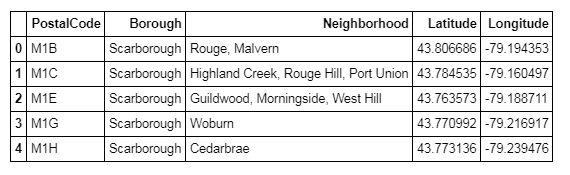 PostalCode Borough Neighborhood Latitude Longitude
0 M1B Scarborough Rouge, Malvern 43.806686 -79.194353
1 M1C Scarborough Highland Creek, Rouge Hill, Port Union 43.784535 -79.160497
2 M1E Scarborough Guildwood, Morningside, West Hill 43.763573 -79.188711
3 M1G Scarborough Woburn 43.770992 -79.216917
4 M1H Scarborough Cedarbrae 43.773136 -79.239476